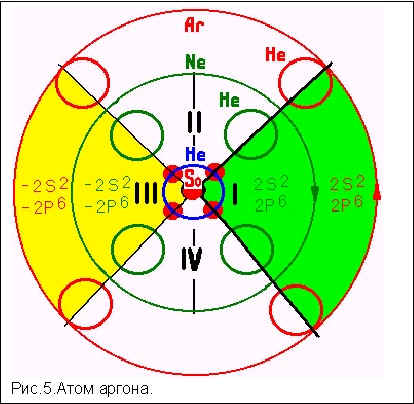 Ar
He
Ne
He
II
He
S₀
-2S² -2S² 2S² 2S²
-2P⁶ -2P⁶ III I 2P⁶ 2P⁶
IV
Рис.5.Атом аргона.